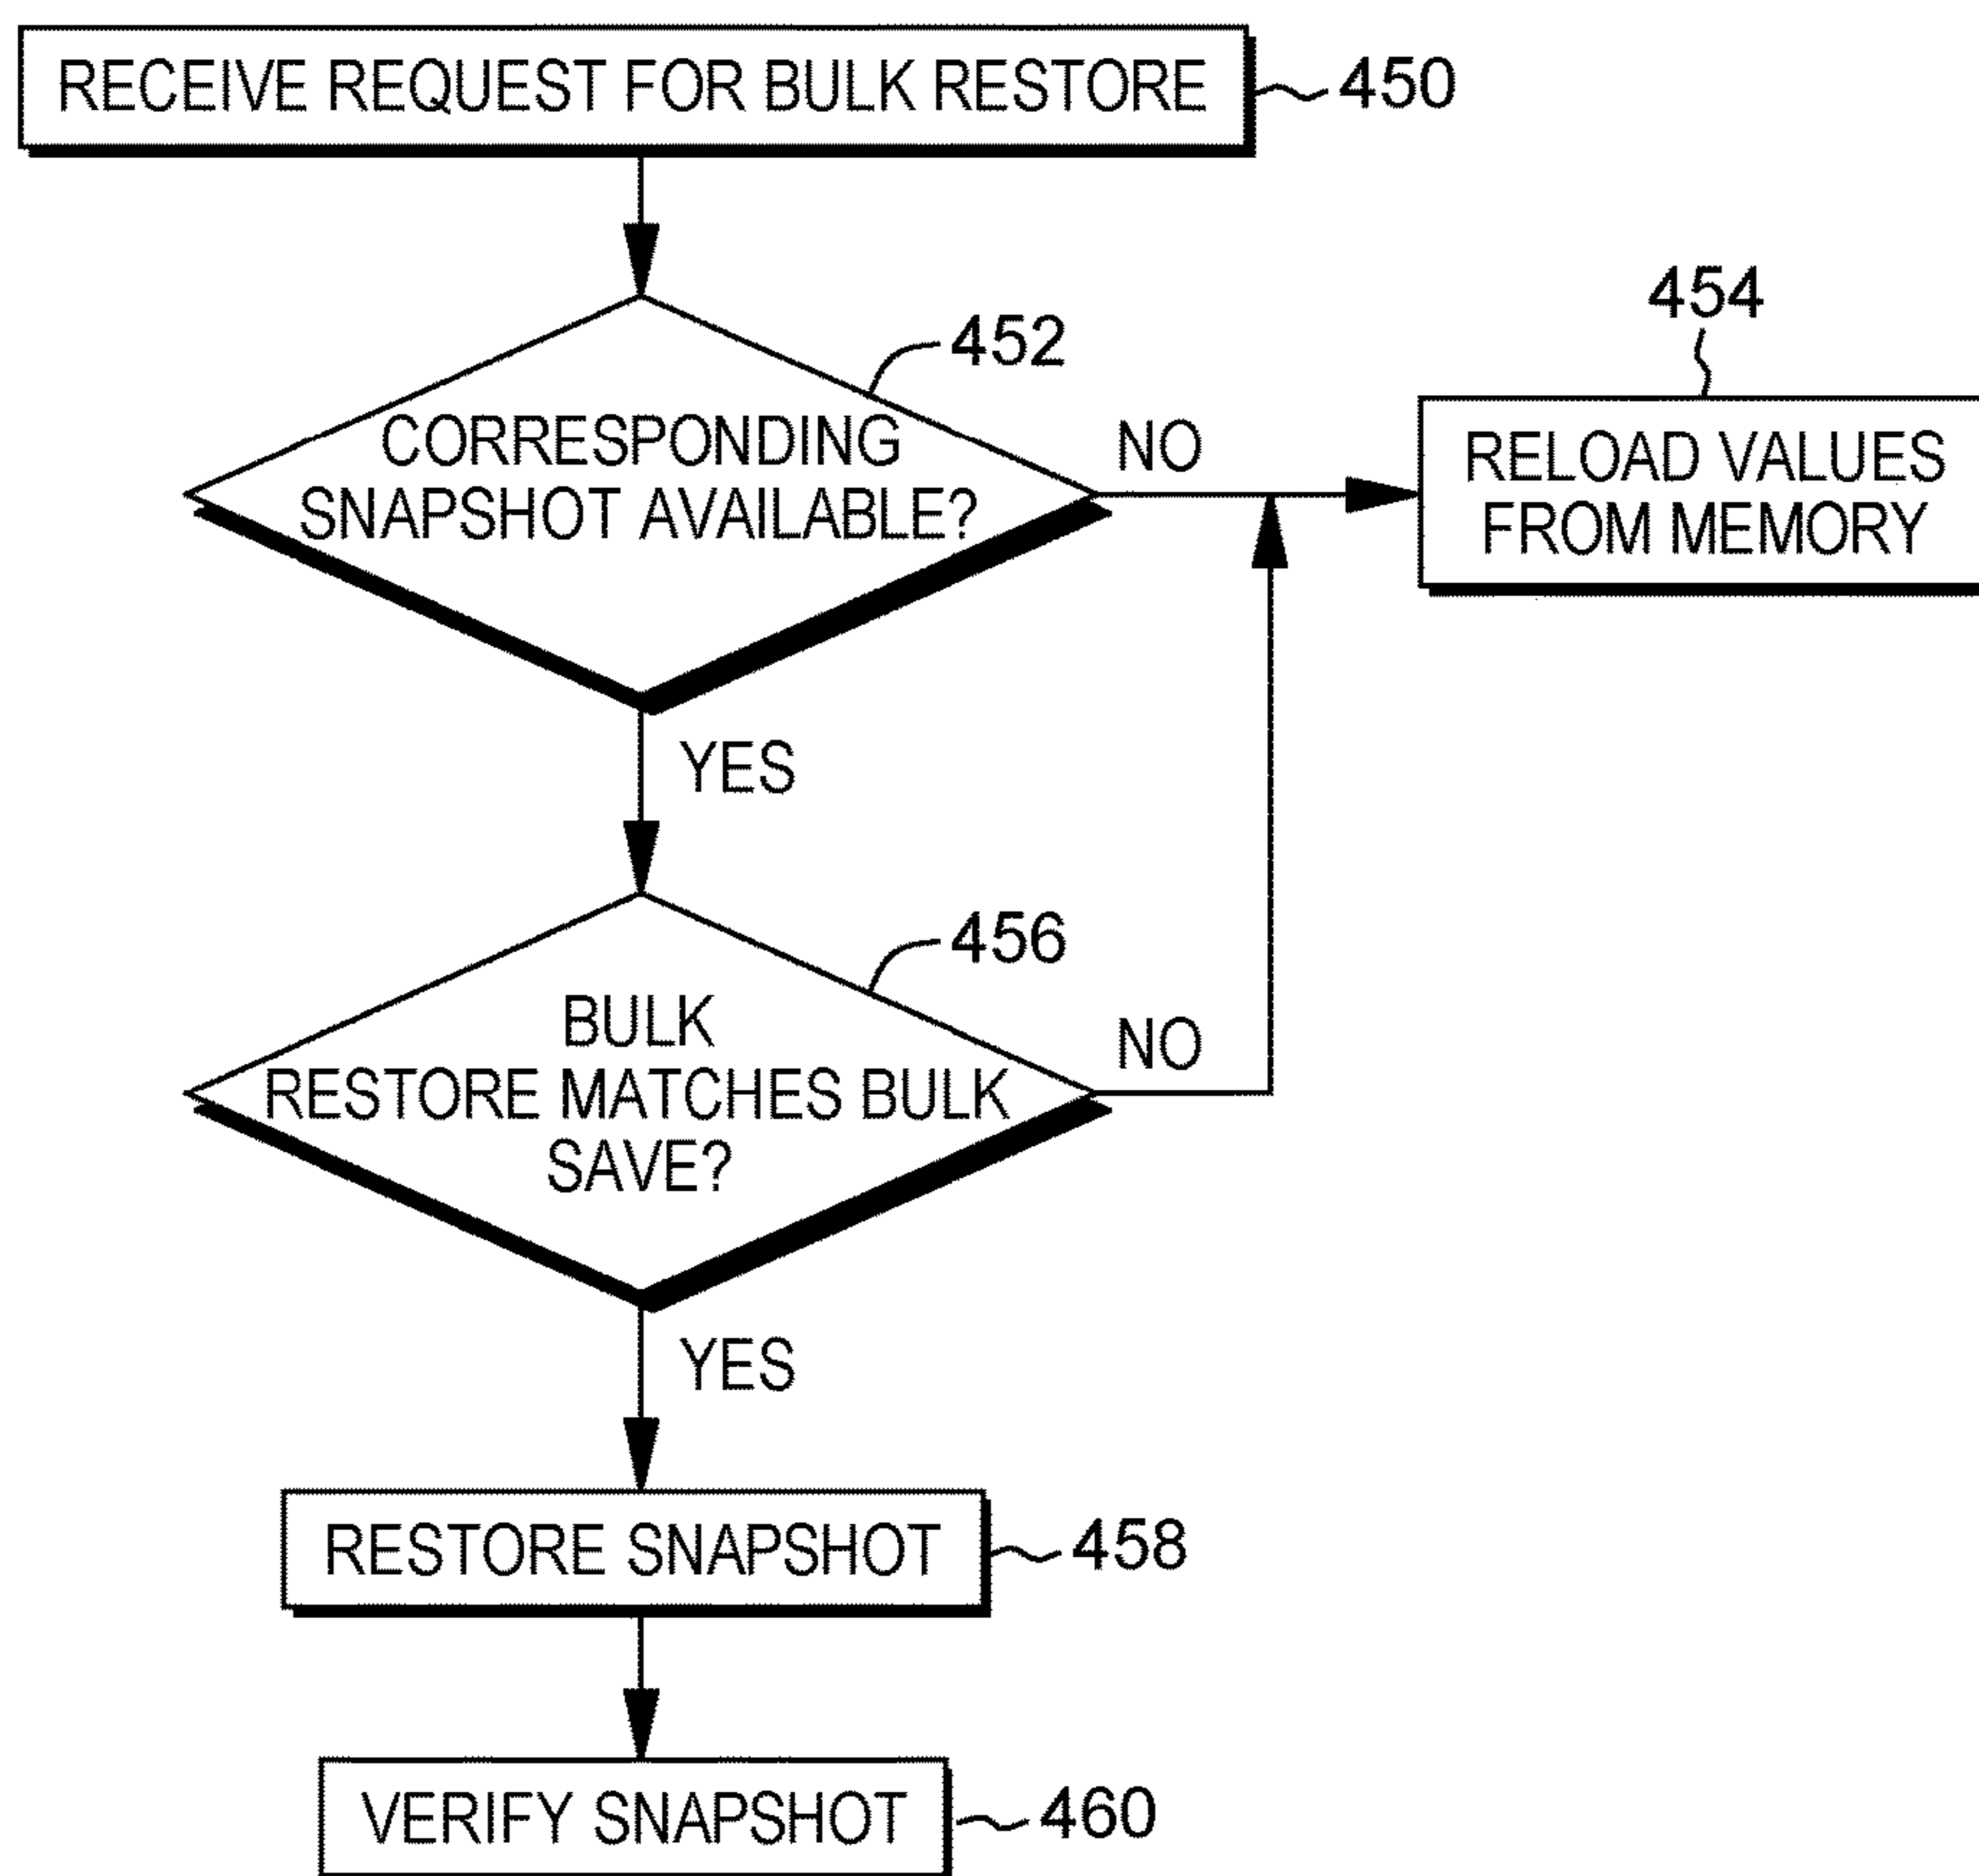 RECEIVE REQUEST FOR BULK RESTORE
450
452
CORRESPONDING
SNAPSHOT AVAILABLE?
NO
454
RELOAD VALUES
FROM MEMORY
YES
456
BULK
RESTORE MATCHES BULK
SAVE?
NO
YES
RESTORE SNAPSHOT
458
VERIFY SNAPSHOT
460